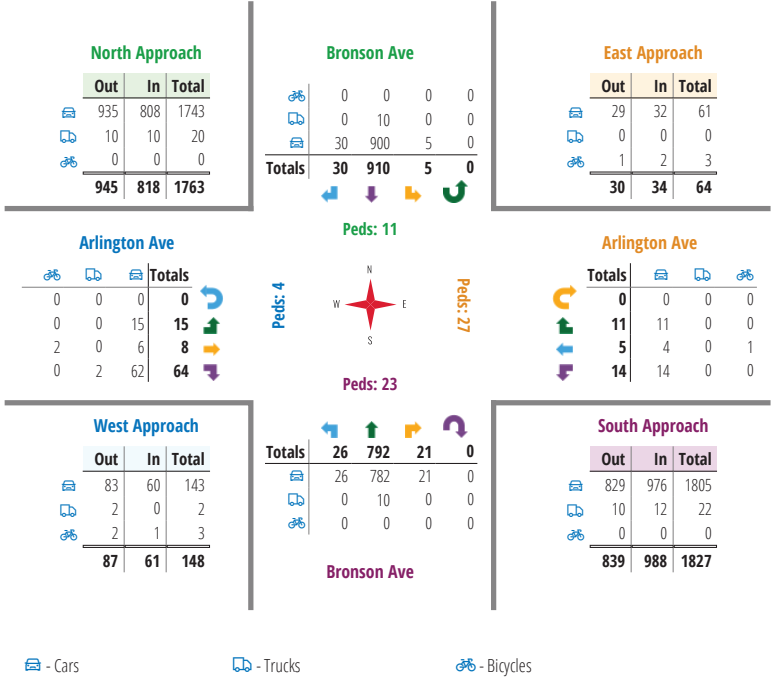 North Approach
Out In Total
935 808 1743
10 10 20
0 0 0
945 818 1763
Bronson Ave
0 0 0 0
0 10 0 0
30 900 5 0
Totals 30 910 5 0
East Approach
Out In Total
29 32 61
0 0 0
1 2 3
30 34 64
Arlington Ave
Totals
0 0 0 0
0 0 15 15
2 0 6 8
0 2 62 64
Peds: 11
Peds: 4
N
W E
S
Peds: 27
Peds: 23
Arlington Ave
Totals
0 0 0 0
11 11 0 0
5 4 0 1
14 14 0 0
West Approach
Out In Total
83 60 143
2 0 2
2 1 3
87 61 148
Totals 26 792 21 0
26 782 21 0
0 10 0 0
0 0 0 0
Bronson Ave
South Approach
Out In Total
829 976 1805
10 12 22
0 0 0
839 988 1827
- Cars
- Trucks
- Bicycles